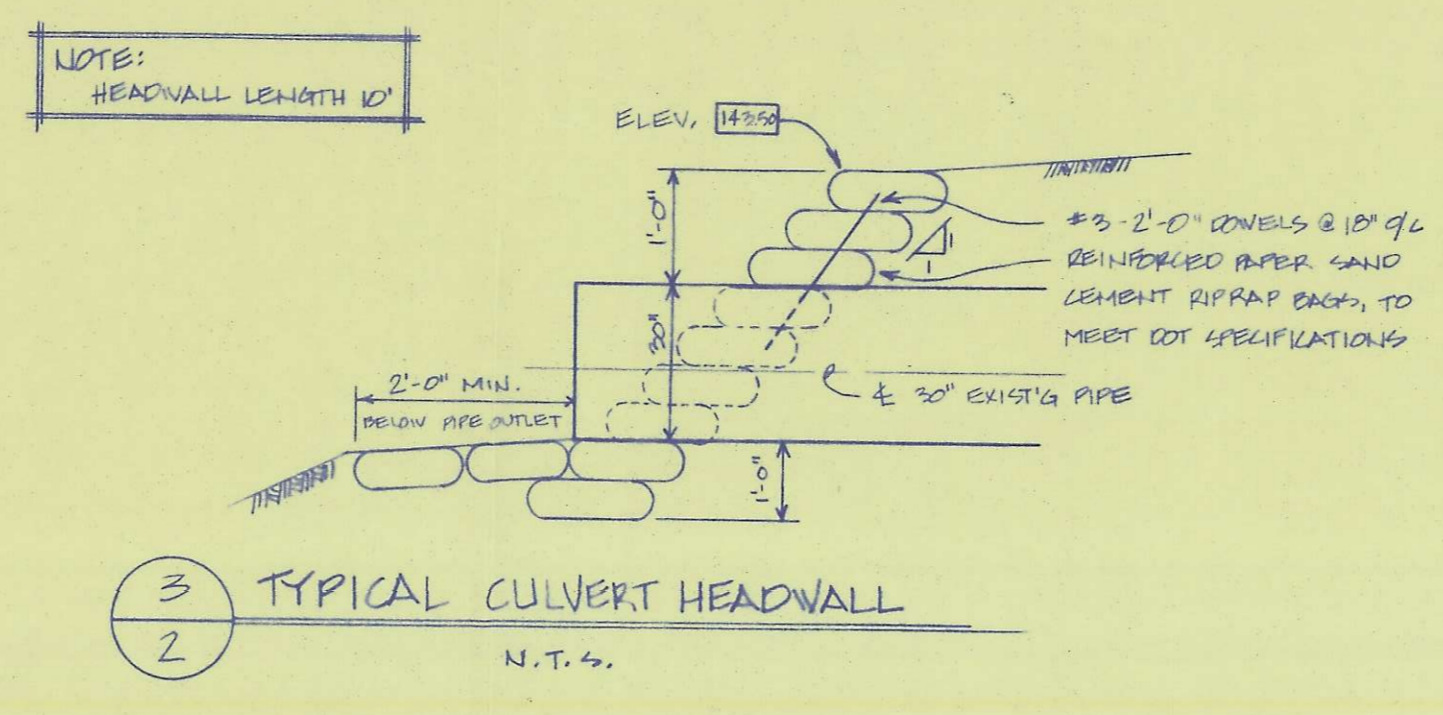 NOTE:
HEADWALL LENGTH 10'
ELEV. 143.50
1'-0"
#3-2'-0" DOWELS @ 18" o/c
1
1
REINFORCED PAPER SAND
CEMENT RIPRAP BAGS, TO
MEET DOT SPECIFICATIONS
30"
2'-0" MIN.
BELOW PIPE OUTLET
℄ 30" EXIST'G PIPE
1'-0"
3
2
TYPICAL CULVERT HEADWALL
N.T.S.